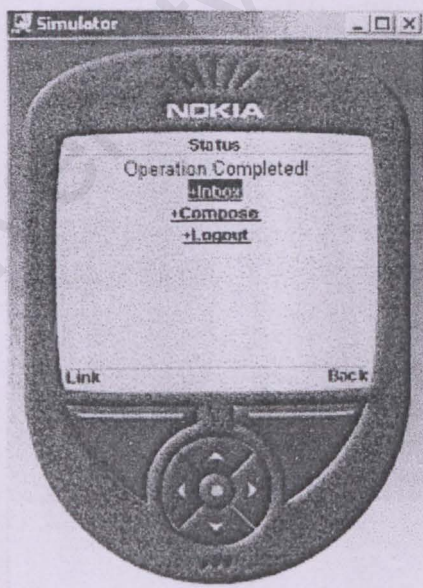 Simulator
NOKIA
Status
Operation Completed!
+Inbox
+Compose
+Logout
Link Back